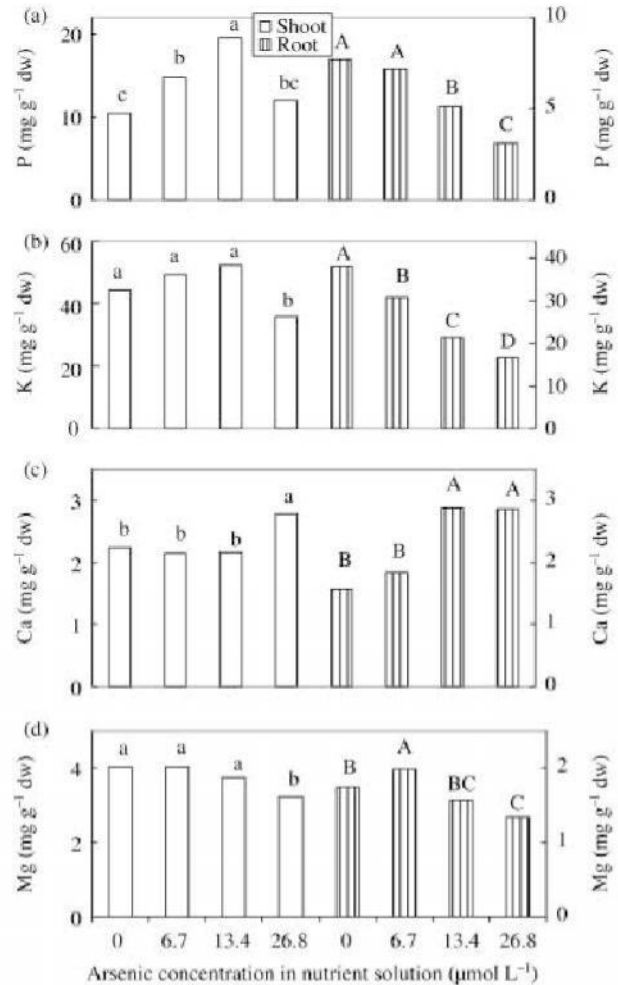 (a)
Shoot
Root
20
10
0
P (mg g⁻¹ dw)
c
b
a
bc
A
A
B
C
10
5
0
P (mg g⁻¹ dw)
(b)
60
40
20
0
K (mg g⁻¹ dw)
a
a
a
b
A
B
C
D
40
30
20
10
0
K (mg g⁻¹ dw)
(c)
3
2
1
0
Ca (mg g⁻¹ dw)
b
b
b
a
B
B
A
A
3
2
1
0
Ca (mg g⁻¹ dw)
(d)
4
2
0
Mg (mg g⁻¹ dw)
a
a
a
b
B
A
BC
C
2
1
0
Mg (mg g⁻¹ dw)
0 6.7 13.4 26.8 0 6.7 13.4 26.8
Arsenic concentration in nutrient solution (μmol L⁻¹)